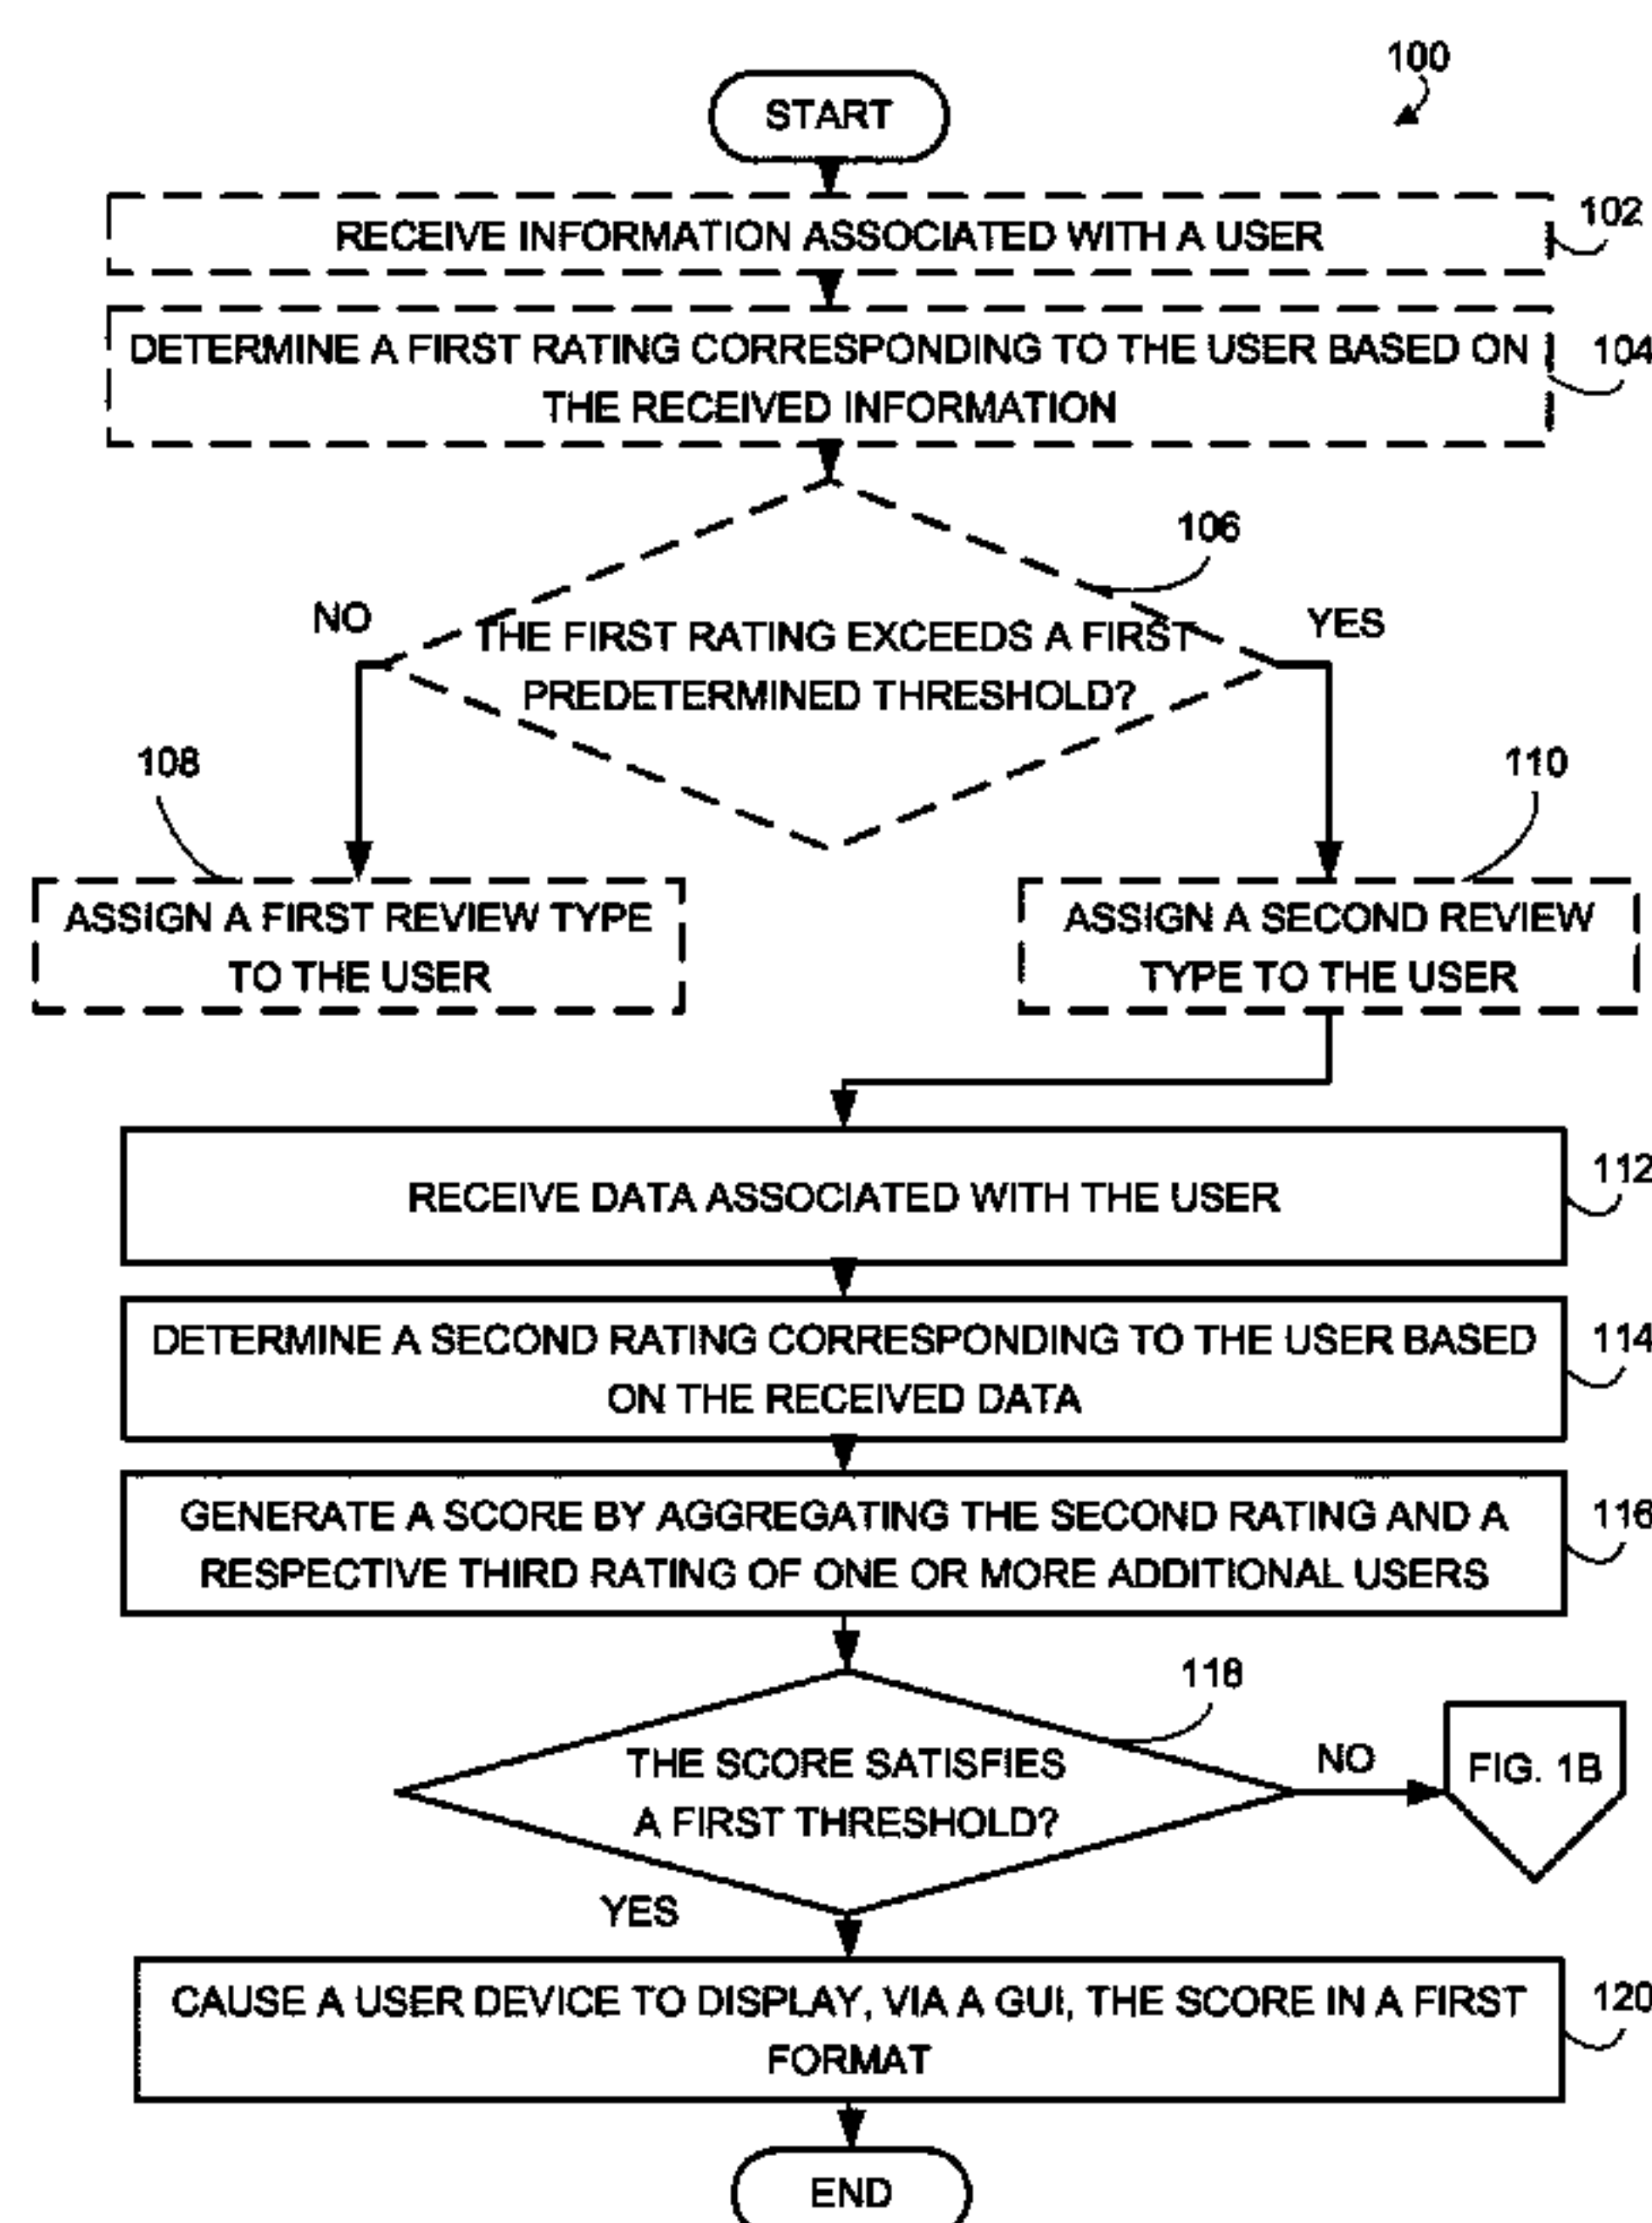 100
START
RECEIVE INFORMATION ASSOCIATED WITH A USER
102
DETERMINE A FIRST RATING CORRESPONDING TO THE USER BASED ON
THE RECEIVED INFORMATION
104
106
NO
THE FIRST RATING EXCEEDS A FIRST
PREDETERMINED THRESHOLD?
YES
108
110
ASSIGN A FIRST REVIEW TYPE
TO THE USER
ASSIGN A SECOND REVIEW
TYPE TO THE USER
RECEIVE DATA ASSOCIATED WITH THE USER
112
DETERMINE A SECOND RATING CORRESPONDING TO THE USER BASED
ON THE RECEIVED DATA
114
GENERATE A SCORE BY AGGREGATING THE SECOND RATING AND A
RESPECTIVE THIRD RATING OF ONE OR MORE ADDITIONAL USERS
116
118
THE SCORE SATISFIES
A FIRST THRESHOLD?
NO
FIG. 1B
YES
CAUSE A USER DEVICE TO DISPLAY, VIA A GUI, THE SCORE IN A FIRST
FORMAT
120
END